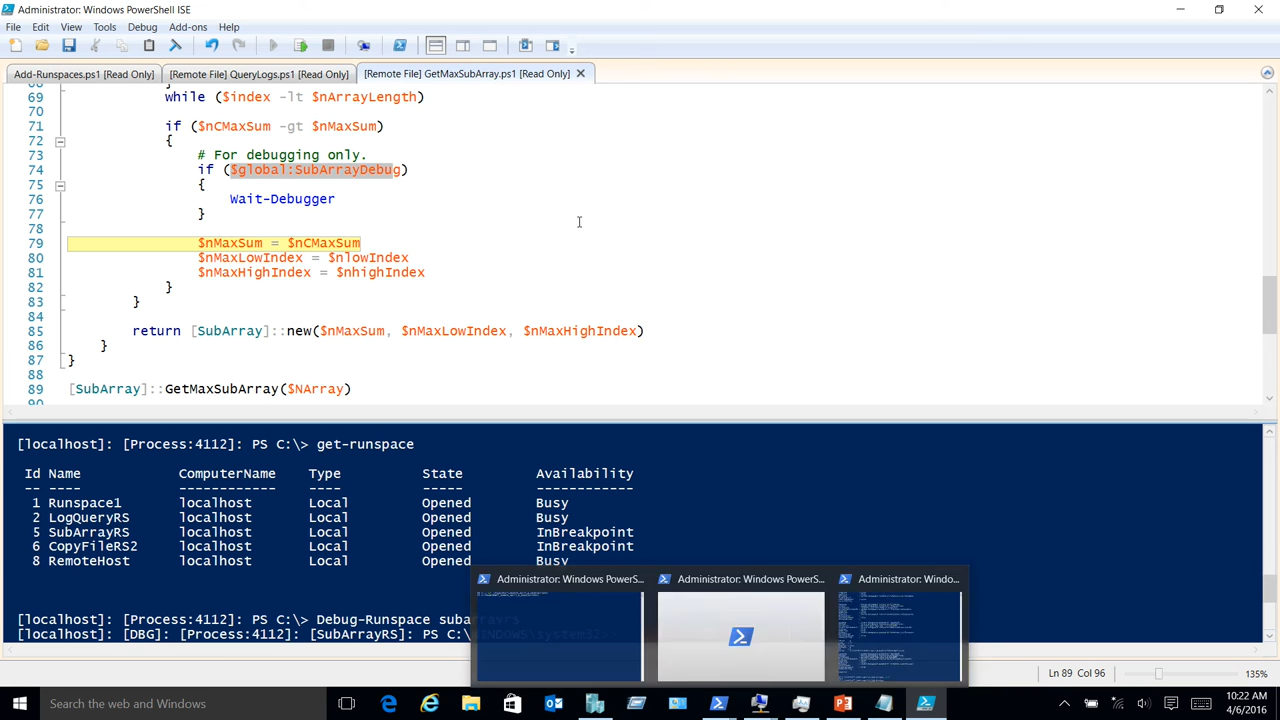 Administrator: Windows PowerShell ISE
File Edit View Tools Debug Add-ons Help
Add-Runspaces.ps1 [Read Only] [Remote File] QueryLogs.ps1 [Read Only] [Remote File] GetMaxSubArray.ps1 [Read Only]
68 }
69 while ($index -lt $nArrayLength)
70
71 if ($nCMaxSum -gt $nMaxSum)
72 {
73 # For debugging only.
74 if ($global:SubArrayDebug)
75 {
76 Wait-Debugger
77 }
78
79 $nMaxSum = $nCMaxSum
80 $nMaxLowIndex = $nlowIndex
81 $nMaxHighIndex = $nhighIndex
82 }
83 }
84
85 return [SubArray]::new($nMaxSum, $nMaxLowIndex, $nMaxHighIndex)
86 }
87 }
88
89 [SubArray]::GetMaxSubArray($NArray)
90
[localhost]: [Process:4112]: PS C:\> get-runspace
Id Name ComputerName Type State Availability
-- ---- ------------ ---- ----- ------------
1 Runspace1 localhost Local Opened Busy
2 LogQueryRS localhost Local Opened Busy
5 SubArrayRS localhost Local Opened InBreakpoint
6 CopyFileRS2 localhost Local Opened InBreakpoint
8 RemoteHost localhost Local Opened Busy
Administrator: Windows PowerS... Administrator: Windows PowerS... Administrator: Windo...
[localhost]: [Process:4112]: PS C:\> Get-Runspace
[localhost]: [DBG]: [Process:4112]: [SubArrayRS]: PS C:\WINDOWS\system32>
Ln 89 135%
Search the web and Windows
10:22 AM
4/6/2016